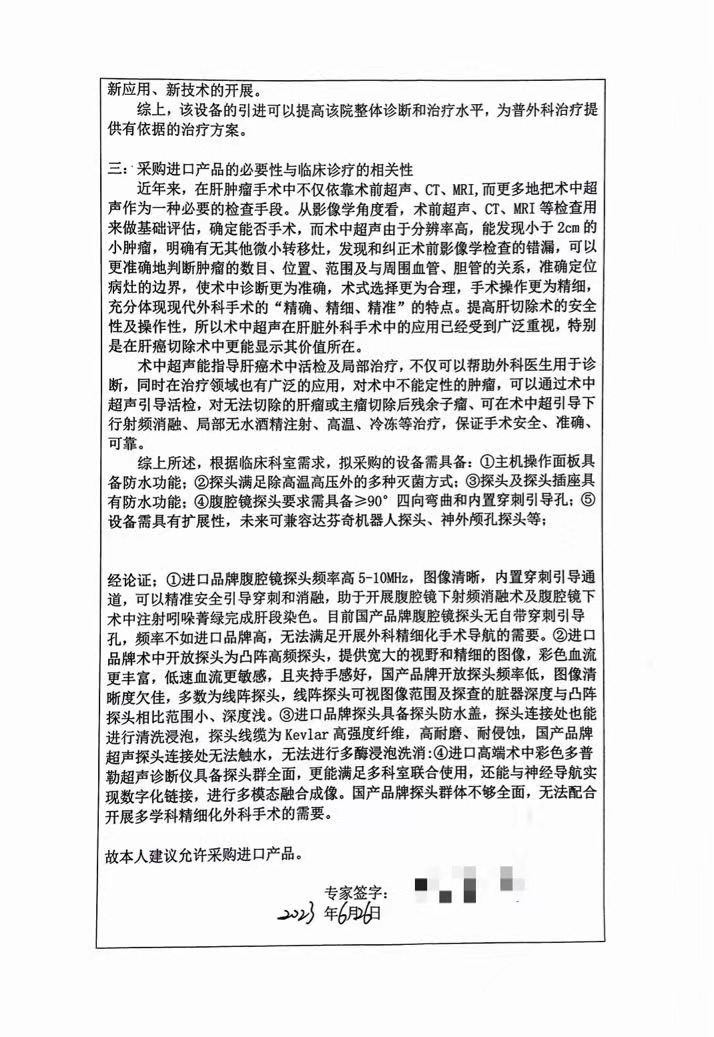 新应用、新技术的开展。
综上，该设备的引进可以提高该院整体诊断和治疗水平，为普外科治疗提
供有依据的治疗方案。
三：采购进口产品的必要性与临床诊疗的相关性
近年来，在肝肿瘤手术中不仅依靠术前超声、CT、MRI,而更多地把术中超
声作为一种必要的检查手段。从影像学角度看，术前超声、CT、MRI 等检查用
来做基础评估，确定能否手术，而术中超声由于分辨率高，能发现小于 2cm 的
小肿瘤，明确有无其他微小转移灶，发现和纠正术前影像学检查的错漏，可以
更准确地判断肿瘤的数目、位置、范围及与周围血管、胆管的关系，准确定位
病灶的边界，使术中诊断更为准确，术式选择更为合理，手术操作更为精细，
充分体现现代外科手术的“精确、精细、精准”的特点。提高肝切除术的安全
性及操作性，所以术中超声在肝脏外科手术中的应用已经受到广泛重视，特别
是在肝癌切除术中更能显示其价值所在。
术中超声能指导肝癌术中活检及局部治疗，不仅可以帮助外科医生用于诊
断，同时在治疗领域也有广泛的应用，对术中不能定性的肿瘤，可以通过术中
超声引导活检，对无法切除的肝瘤或主瘤切除后残余子瘤、可在术中超引导下
行射频消融、局部无水酒精注射、高温、冷冻等治疗，保证手术安全、准确、
可靠。
综上所述，根据临床科室需求，拟采购的设备需具备：①主机操作面板具
备防水功能；②探头满足除高温高压外的多种灭菌方式；③探头及探头插座具
有防水功能；④腹腔镜探头要求需具备≥90°四向弯曲和内置穿刺引导孔；⑤
设备需具有扩展性，未来可兼容达芬奇机器人探头、神外颅孔探头等；
经论证；①进口品牌腹腔镜探头频率高 5-10MHz，图像清晰，内置穿刺引导通
道，可以精准安全引导穿刺和消融，助于开展腹腔镜下射频消融术及腹腔镜下
术中注射吲哚菁绿完成肝段染色。目前国产品牌腹腔镜探头无自带穿刺引导
孔，频率不如进口品牌高，无法满足开展外科精细化手术导航的需要。②进口
品牌术中开放探头为凸阵高频探头，提供宽大的视野和精细的图像，彩色血流
更丰富，低速血流更敏感，且夹持手感好，国产品牌开放探头频率低，图像清
晰度欠佳，多数为线阵探头，线阵探头可视图像范围及探查的脏器深度与凸阵
探头相比范围小、深度浅。③进口品牌探头具备探头防水盖，探头连接处也能
进行清洗浸泡，探头线缆为 Kevlar 高强度纤维，高耐磨、耐侵蚀，国产品牌
超声探头连接处无法触水，无法进行多酶浸泡洗消:④进口高端术中彩色多普
勒超声诊断仪具备探头群全面，更能满足多科室联合使用，还能与神经导航实
现数字化链接，进行多模态融合成像。国产品牌探头群体不够全面，无法配合
开展多学科精细化外科手术的需要。
故本人建议允许采购进口产品。
专家签字：
2023 年6月26日